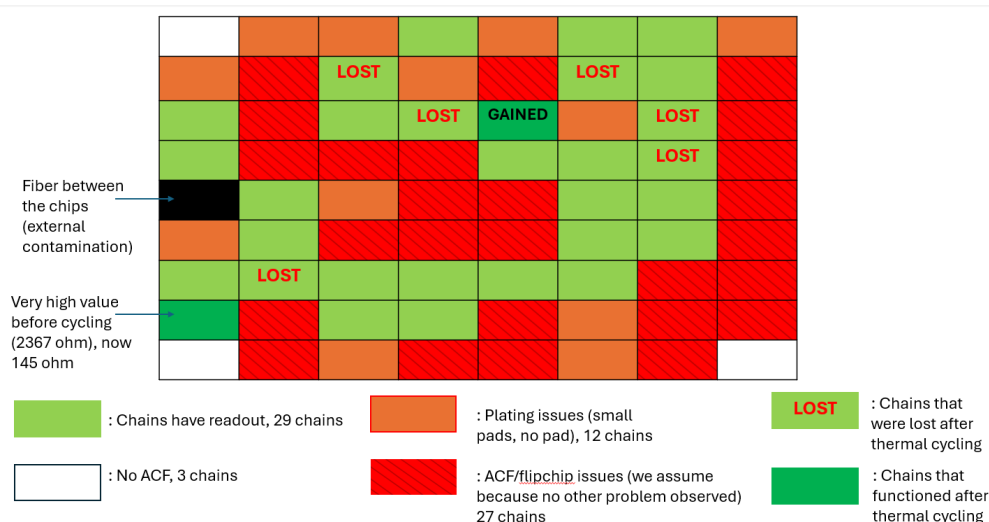 LOST
LOST
LOST
GAINED
LOST
LOST
Fiber between
the chips
(external
contamination)
LOST
Very high value
before cycling
(2367 ohm), now
145 ohm
: Chains have readout, 29 chains
: Plating issues (small
pads, no pad), 12 chains
LOST
: Chains that
were lost after
thermal cycling
: No ACF, 3 chains
: ACF/flipchip issues (we assume
because no other problem observed)
27 chains
: Chains that
functioned after
thermal cycling